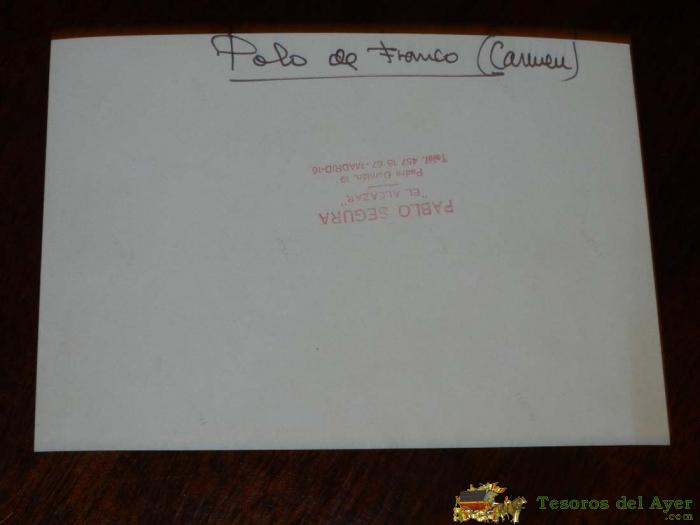 Polo de Franco (Carmen)
PABLO SEGURA
"EL ALCAZAR"
Padre Damián, 19
Teléf. 457 18 67 - MADRID-16
Tesoros del Ayer
.com